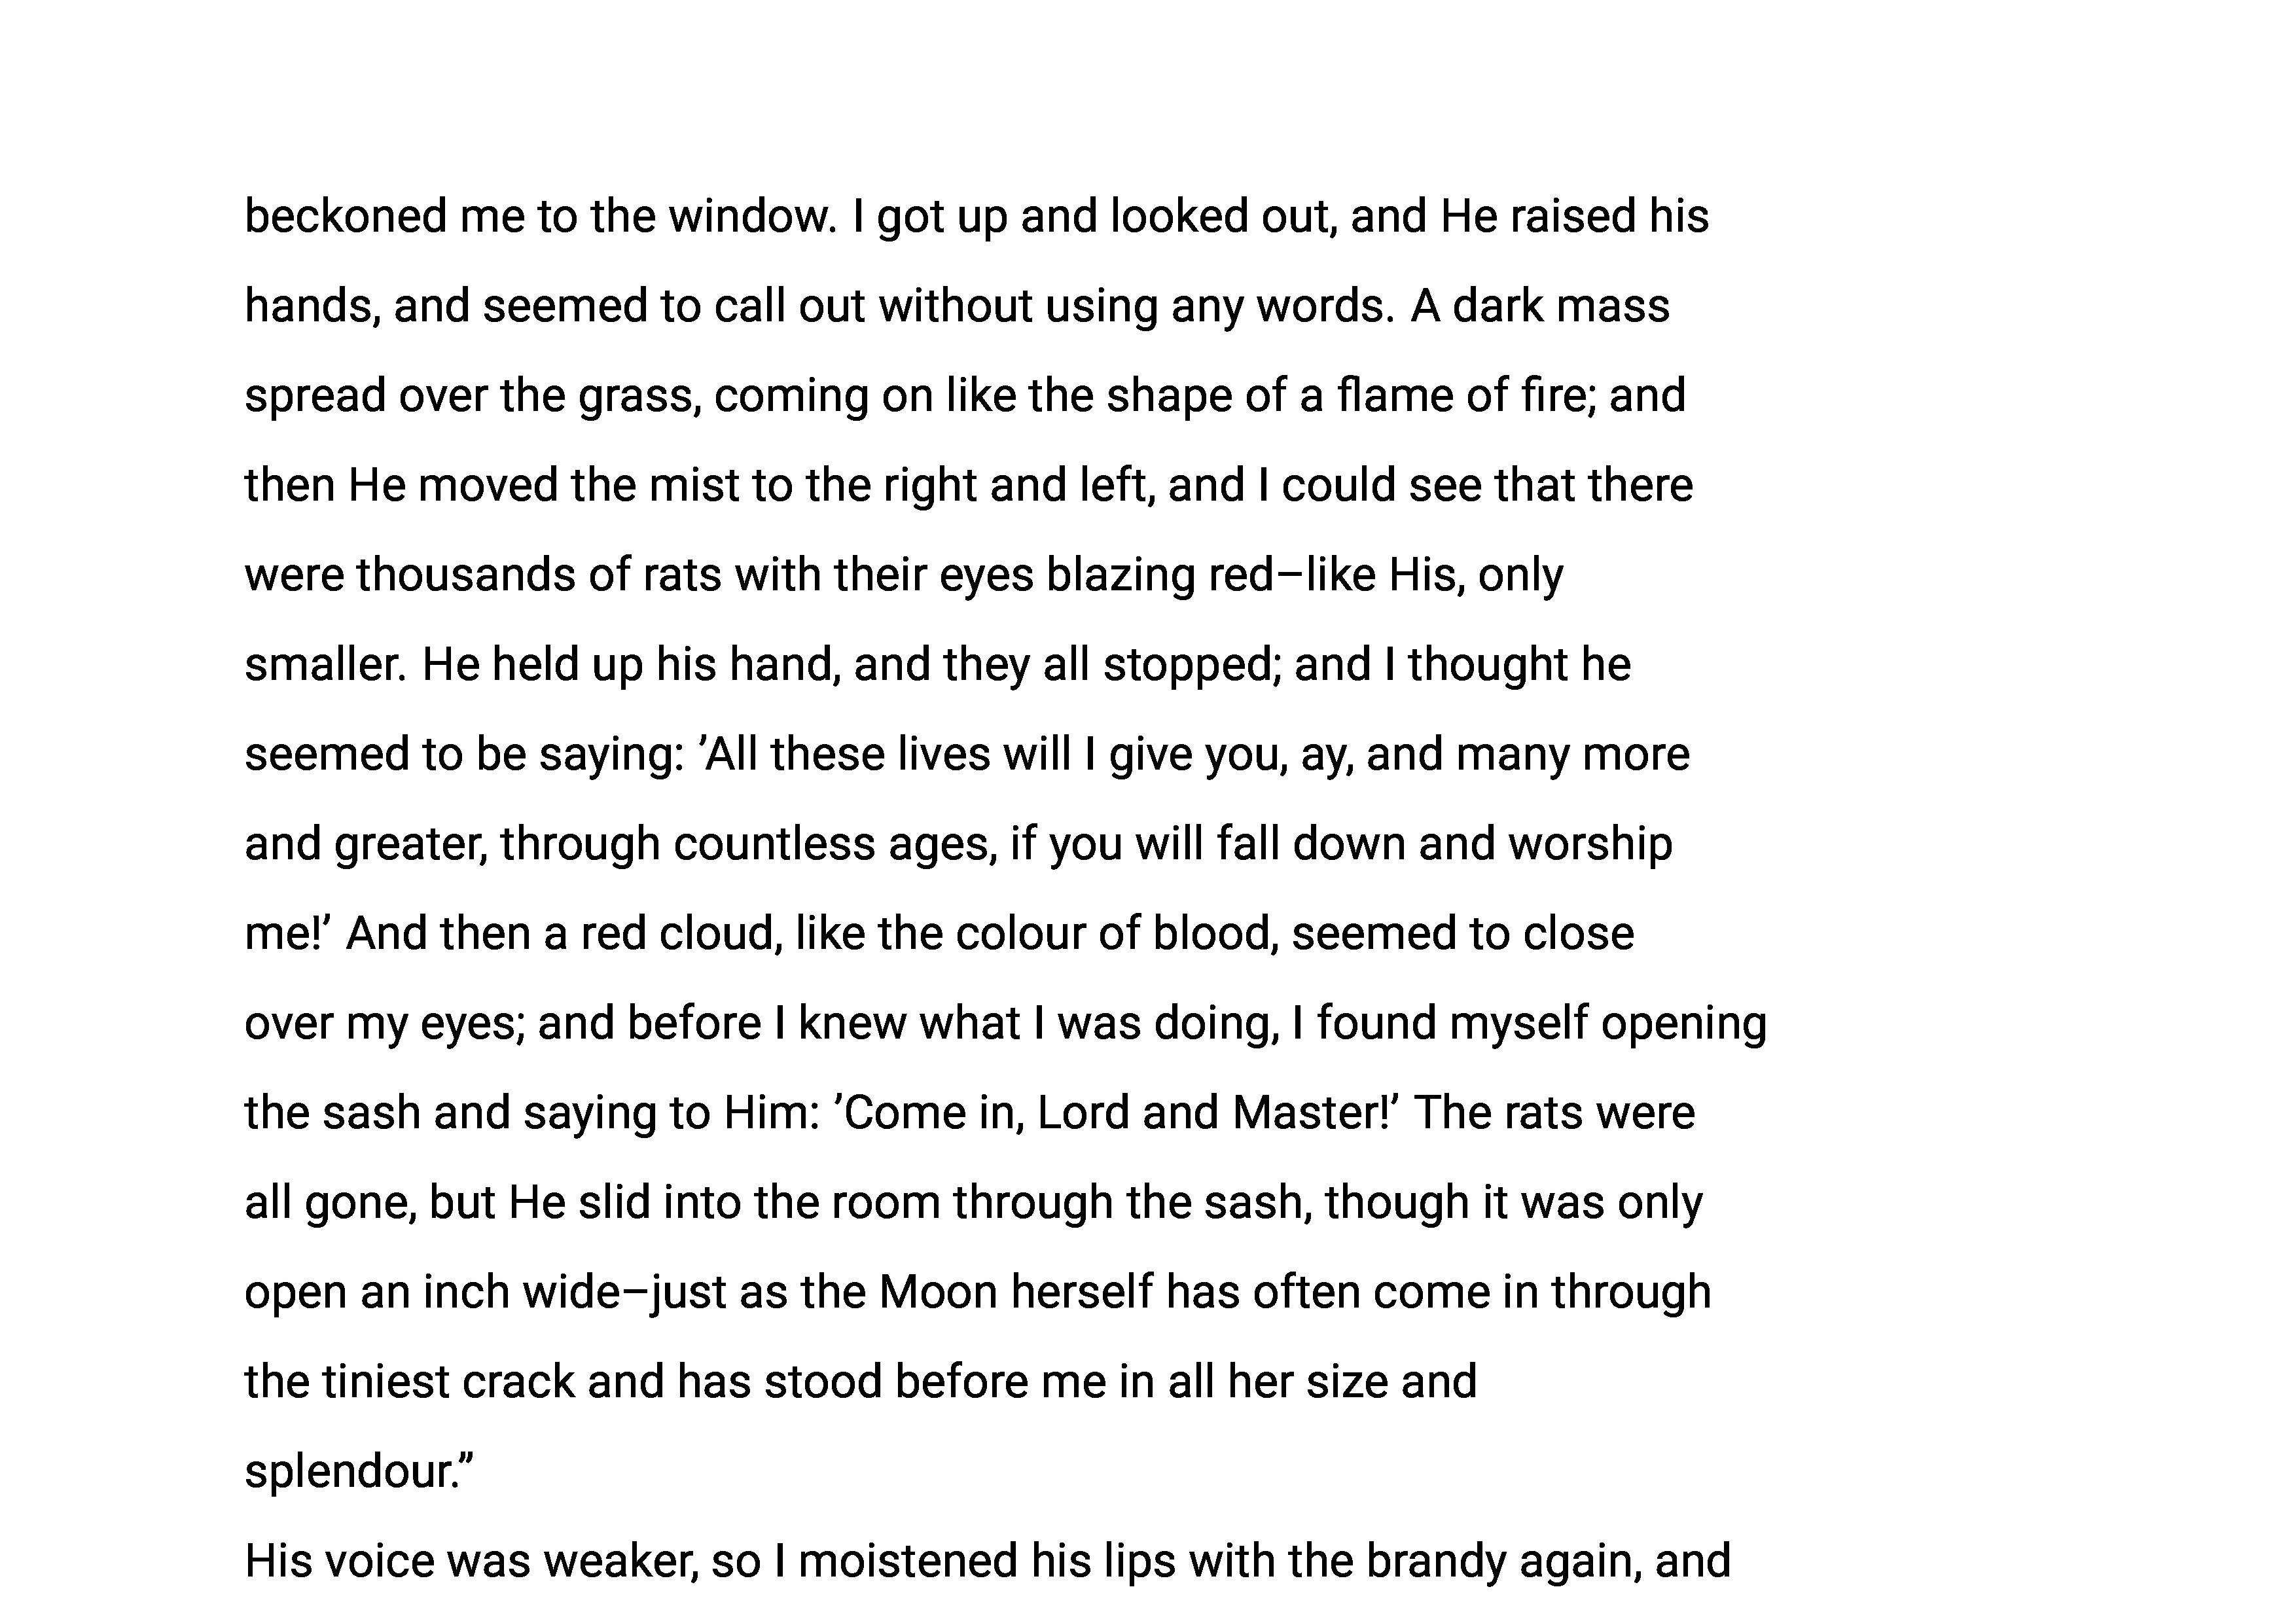 beckoned me to the window. I got up and looked out, and He raised his
hands, and seemed to call out without using any words. A dark mass
spread over the grass, coming on like the shape of a flame of fire; and
then He moved the mist to the right and left, and I could see that there
were thousands of rats with their eyes blazing red–like His, only
smaller. He held up his hand, and they all stopped; and I thought he
seemed to be saying: ’All these lives will I give you, ay, and many more
and greater, through countless ages, if you will fall down and worship
me!’ And then a red cloud, like the colour of blood, seemed to close
over my eyes; and before I knew what I was doing, I found myself opening
the sash and saying to Him: ’Come in, Lord and Master!’ The rats were
all gone, but He slid into the room through the sash, though it was only
open an inch wide–just as the Moon herself has often come in through
the tiniest crack and has stood before me in all her size and
splendour.”
His voice was weaker, so I moistened his lips with the brandy again, and